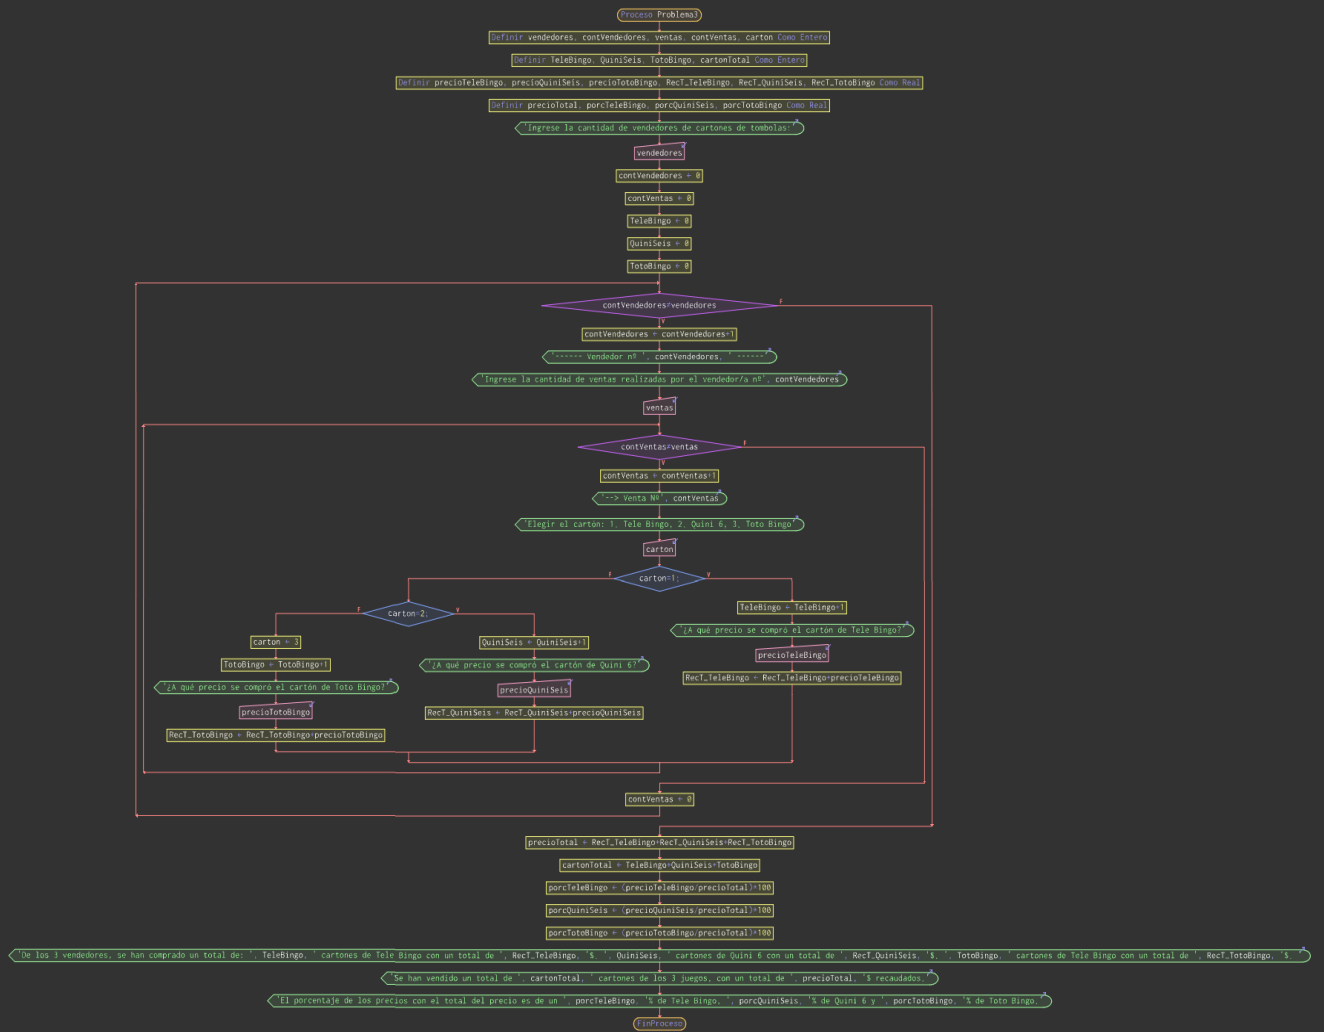 Proceso Problema3
Definir vendedores, contVendedores, ventas, contVentas, carton Como Entero
Definir TeleBingo, QuiniSeis, TotoBingo, cartonTotal Como Entero
Definir precioTeleBingo, precioQuiniSeis, precioTotoBingo, RecT_TeleBingo, RecT_QuiniSeis, RecT_TotoBingo Como Real
Definir precioTotal, porcTeleBingo, porcQuiniSeis, porcTotoBingo Como Real
'Ingrese la cantidad de vendedores de cartones de tombolas:'
vendedores
contVendedores ← 0
contVentas ← 0
TeleBingo ← 0
QuiniSeis ← 0
TotoBingo ← 0
contVendedores≠vendedores
F
V
contVendedores ← contVendedores+1
'------ Vendedor nº ', contVendedores, ' ------'
'Ingrese la cantidad de ventas realizadas por el vendedor/a nº', contVendedores
ventas
contVentas≠ventas
F
V
contVentas ← contVentas+1
'--> Venta Nº', contVentas
'Elegir el cartón: 1. Tele Bingo, 2. Quini 6, 3. Toto Bingo'
carton
carton=1;
F
V
carton=2;
F
V
TeleBingo ← TeleBingo+1
'¿A qué precio se compró el cartón de Tele Bingo?'
precioTeleBingo
RecT_TeleBingo ← RecT_TeleBingo+precioTeleBingo
carton ← 3
TotoBingo ← TotoBingo+1
'¿A qué precio se compró el cartón de Toto Bingo?'
precioTotoBingo
RecT_TotoBingo ← RecT_TotoBingo+precioTotoBingo
QuiniSeis ← QuiniSeis+1
'¿A qué precio se compró el cartón de Quini 6?'
precioQuiniSeis
RecT_QuiniSeis ← RecT_QuiniSeis+precioQuiniSeis
contVentas ← 0
precioTotal ← RecT_TeleBingo+RecT_QuiniSeis+RecT_TotoBingo
cartonTotal ← TeleBingo+QuiniSeis+TotoBingo
porcTeleBingo ← (precioTeleBingo/precioTotal)*100
porcQuiniSeis ← (precioQuiniSeis/precioTotal)*100
porcTotoBingo ← (precioTotoBingo/precioTotal)*100
'De los 3 vendedores, se han comprado un total de: ', TeleBingo, ' cartones de Tele Bingo con un total de ', RecT_TeleBingo, '$, ', QuiniSeis, ' cartones de Quini 6 con un total de ', RecT_QuiniSeis, '$, ', TotoBingo, ' cartones de Tele Bingo con un total de ', RecT_TotoBingo, '$.'
'Se han vendido un total de ', cartonTotal, ' cartones de los 3 juegos, con un total de ', precioTotal, '$ recaudados.'
'El porcentaje de los precios con el total del precio es de un ', porcTeleBingo, '% de Tele Bingo, ', porcQuiniSeis, '% de Quini 6 y ', porcTotoBingo, '% de Toto Bingo.'
FinProceso